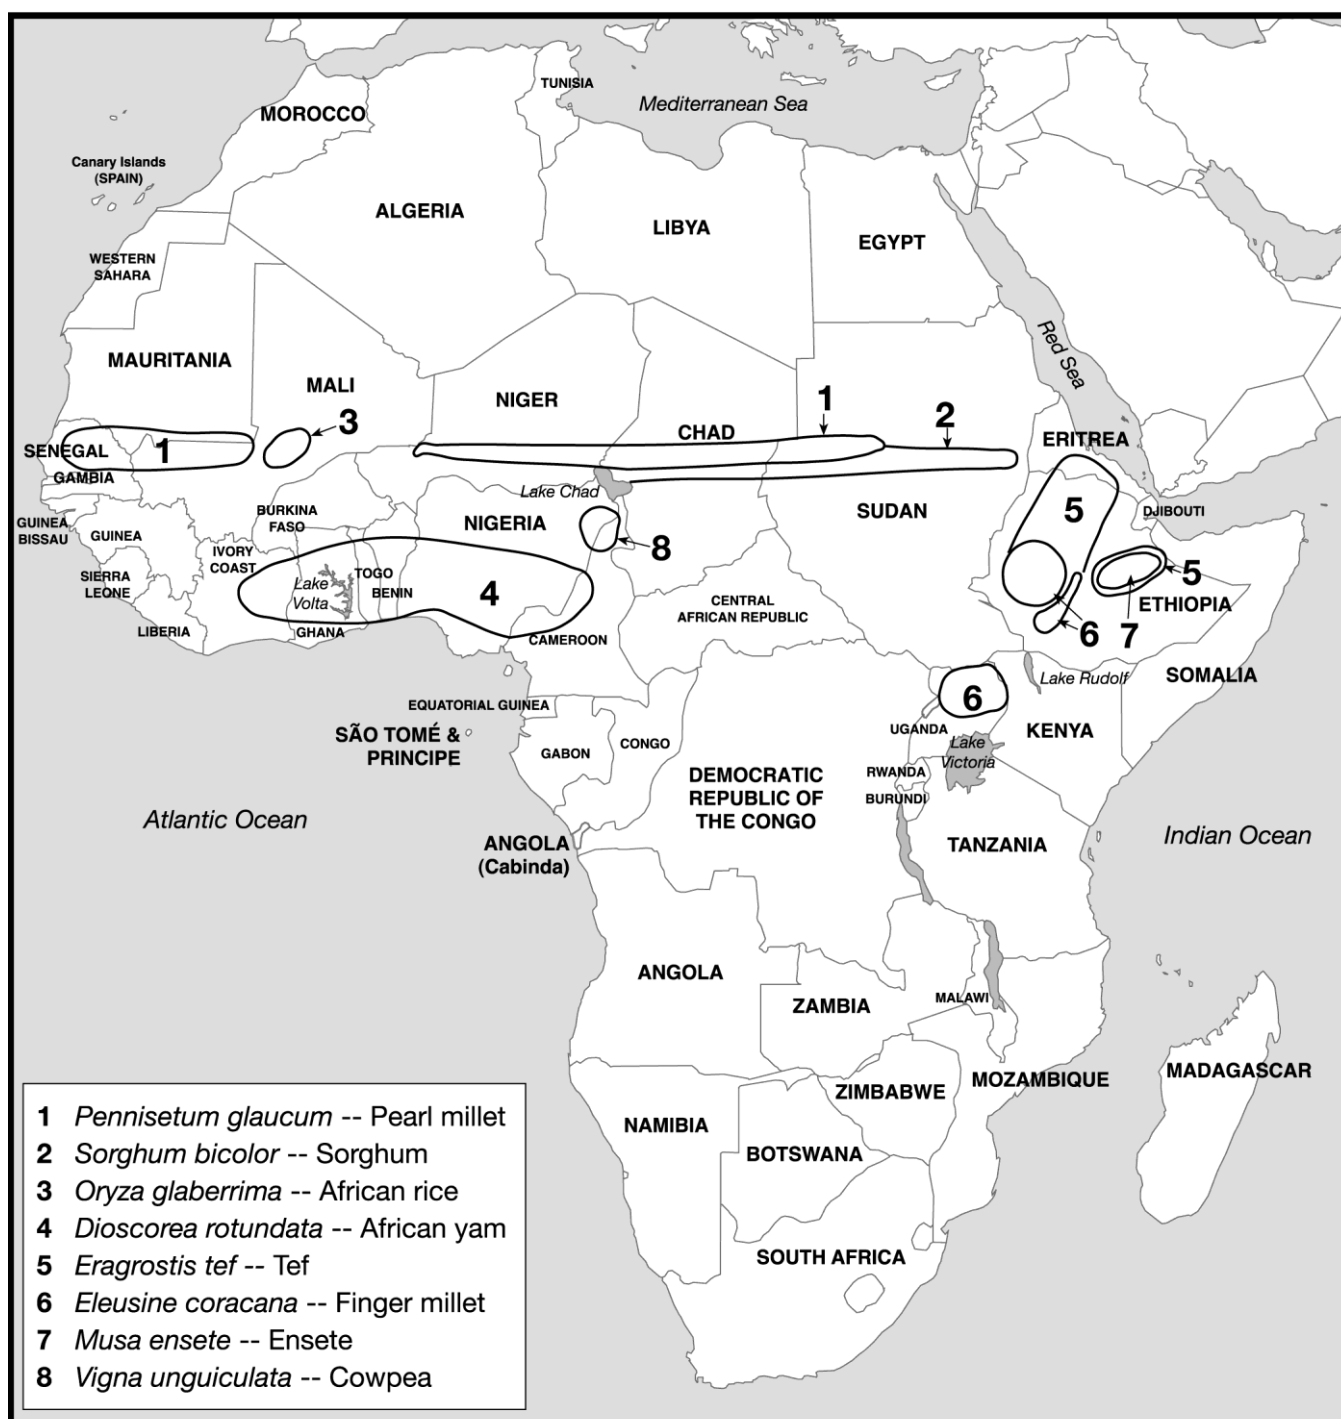 TUNISIA
Mediterranean Sea
MOROCCO
Canary Islands
(SPAIN)
ALGERIA
LIBYA
EGYPT
WESTERN
SAHARA
Red Sea
MAURITANIA
MALI
NIGER
1
2
3
CHAD
ERITREA
SENEGAL
1
GAMBIA
Lake Chad
5
DJIBOUTI
GUINEA
BISSAU
GUINEA
BURKINA
FASO
NIGERIA
SUDAN
8
IVORY
COAST
SIERRA
LEONE
Lake
Volta
TOGO
BENIN
4
5
ETHIOPIA
CENTRAL
AFRICAN REPUBLIC
6
7
LIBERIA
GHANA
CAMEROON
Lake Rudolf
SOMALIA
EQUATORIAL GUINEA
6
UGANDA
KENYA
SÃO TOMÉ &
PRINCIPE
GABON
CONGO
Lake
Victoria
DEMOCRATIC
REPUBLIC OF
THE CONGO
RWANDA
BURUNDI
Atlantic Ocean
ANGOLA
(Cabinda)
TANZANIA
Indian Ocean
ANGOLA
ZAMBIA
MALAWI
MADAGASCAR
ZIMBABWE
MOZAMBIQUE
NAMIBIA
BOTSWANA
SOUTH AFRICA
1 Pennisetum glaucum -- Pearl millet
2 Sorghum bicolor -- Sorghum
3 Oryza glaberrima -- African rice
4 Dioscorea rotundata -- African yam
5 Eragrostis tef -- Tef
6 Eleusine coracana -- Finger millet
7 Musa ensete -- Ensete
8 Vigna unguiculata -- Cowpea